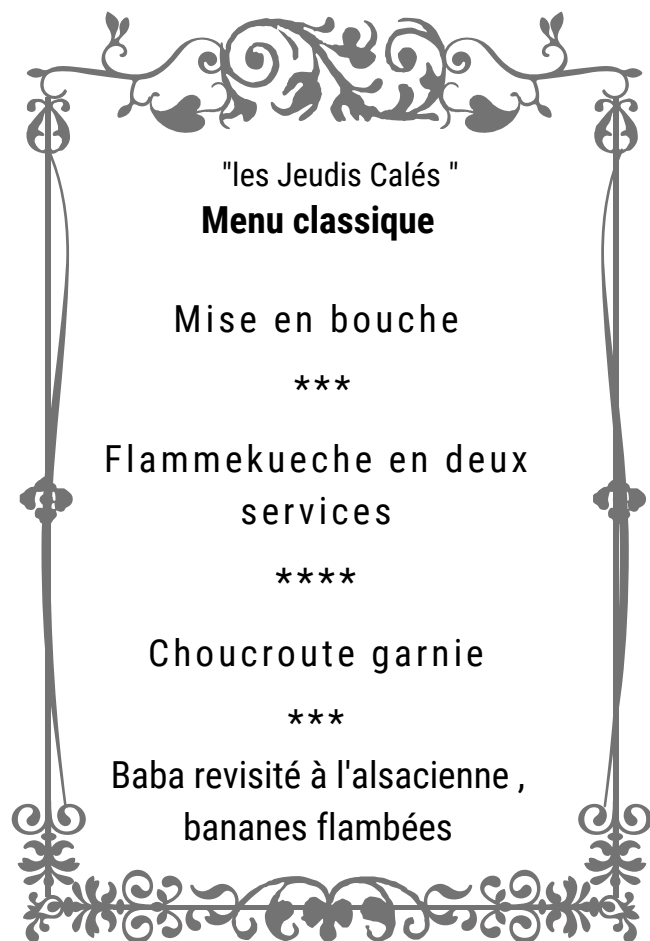 "les Jeudis Calés "
Menu classique
Mise en bouche
***
Flammekueche en deux
services
****
Choucroute garnie
***
Baba revisité à l'alsacienne ,
bananes flambées